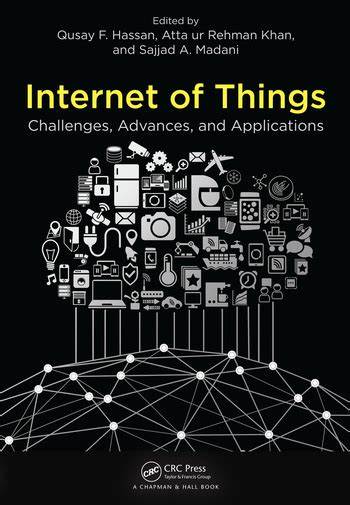 Edited by
Qusay F. Hassan, Atta ur Rehman Khan,
and Sajjad A. Madani
Internet of Things
Challenges, Advances, and Applications
CRC
CRC Press
Taylor & Francis Group
A CHAPMAN & HALL BOOK